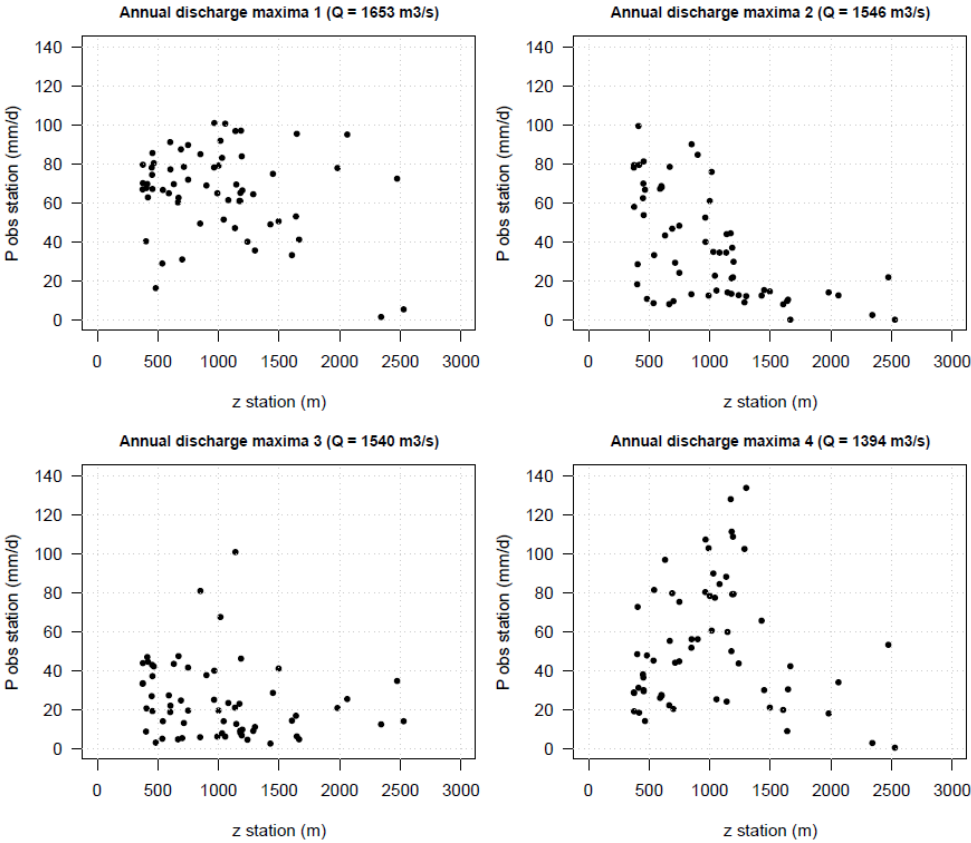 Annual discharge maxima 1 (Q = 1653 m3/s)
P obs station (mm/d)
140
120
100
80
60
40
20
0
0 500 1000 1500 2000 2500 3000
z station (m)
Annual discharge maxima 2 (Q = 1546 m3/s)
P obs station (mm/d)
140
120
100
80
60
40
20
0
0 500 1000 1500 2000 2500 3000
z station (m)
Annual discharge maxima 3 (Q = 1540 m3/s)
P obs station (mm/d)
140
120
100
80
60
40
20
0
0 500 1000 1500 2000 2500 3000
z station (m)
Annual discharge maxima 4 (Q = 1394 m3/s)
P obs station (mm/d)
140
120
100
80
60
40
20
0
0 500 1000 1500 2000 2500 3000
z station (m)